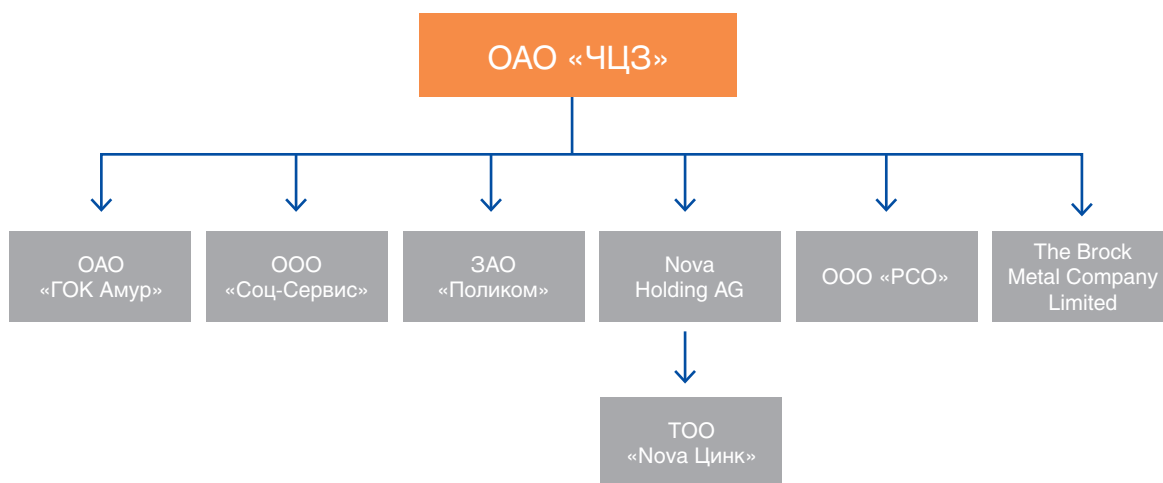 ОАО «ЧЦЗ»
ОАО
«ГОК Амур»
ООО
«Соц-Сервис»
ЗАО
«Поликом»
Nova
Holding AG
ООО «РСО»
The Brock
Metal Company
Limited
ТОО
«Nova Цинк»